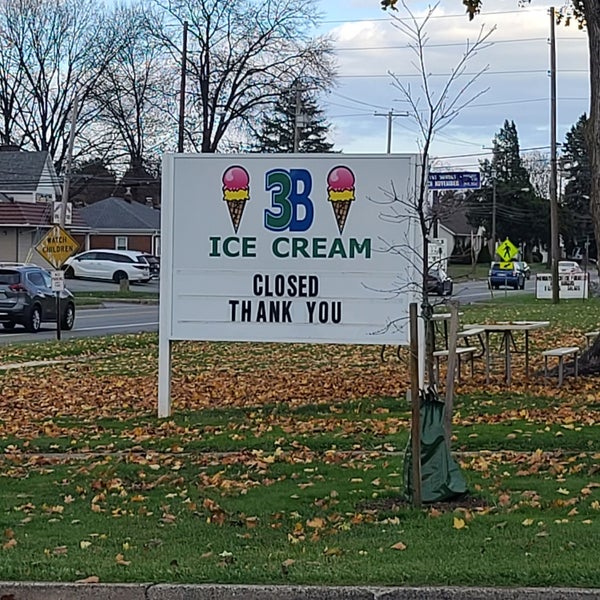 3B
ICE CREAM
CLOSED
THANK YOU
WATCH
CHILDREN